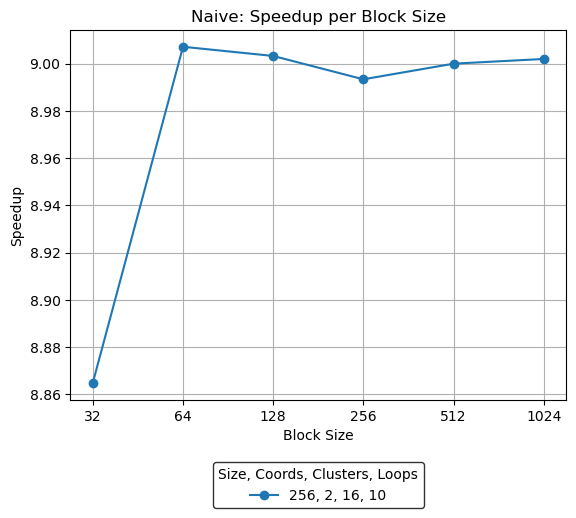 Naive: Speedup per Block Size
Speedup
9.00
8.98
8.96
8.94
8.92
8.90
8.88
8.86
32 64 128 256 512 1024
Block Size
Size, Coords, Clusters, Loops
256, 2, 16, 10